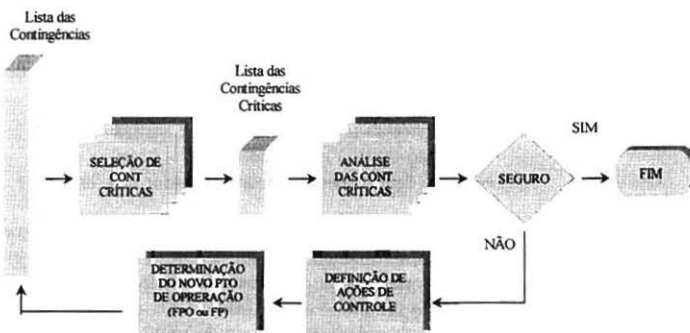 Lista das
Contingências
Lista das
Contingências
Críticas
SELEÇÃO DE
CONT
CRÍTICAS
ANÁLISE
DAS CONT.
CRÍTICAS
SEGURO
SIM
FIM
NÃO
DETERMINAÇÃO
DO NOVO PTO
DE OPRERAÇÃO
(FPO ou FP)
DEFINIÇÃO DE
AÇÕES DE
CONTROLE